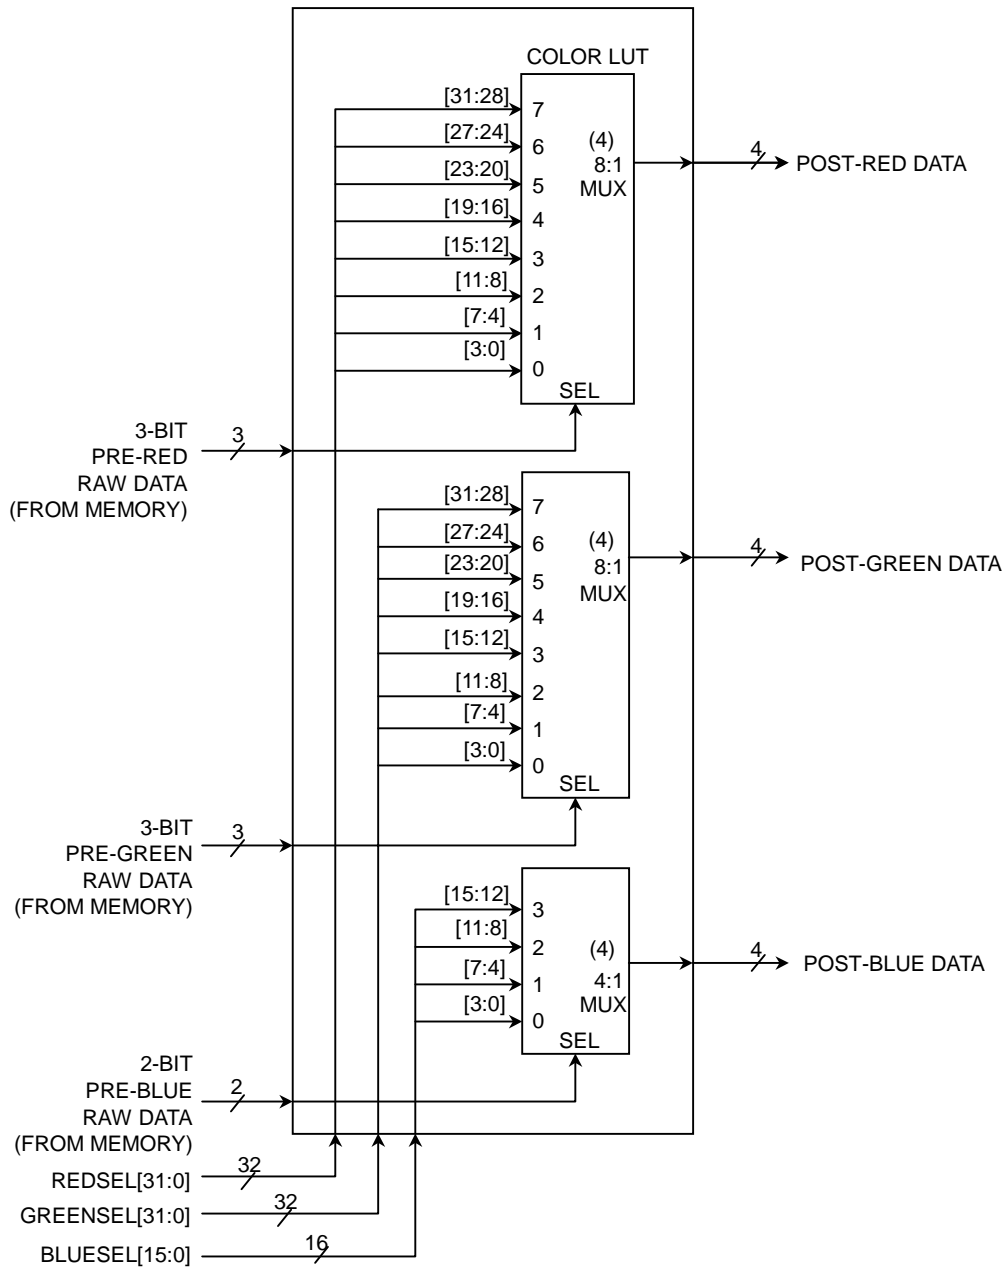 COLOR LUT
[31:28]
7
[27:24]
6
[23:20]
5
[19:16]
4
[15:12]
3
[11:8]
2
[7:4]
1
[3:0]
0
(4)
8:1
MUX
SEL
4
POST-RED DATA
3-BIT
PRE-RED
RAW DATA
(FROM MEMORY)
3
[31:28]
7
[27:24]
6
[23:20]
5
[19:16]
4
[15:12]
3
[11:8]
2
[7:4]
1
[3:0]
0
(4)
8:1
MUX
SEL
4
POST-GREEN DATA
3-BIT
PRE-GREEN
RAW DATA
(FROM MEMORY)
3
[15:12]
3
[11:8]
2
[7:4]
1
[3:0]
0
(4)
4:1
MUX
SEL
4
POST-BLUE DATA
2-BIT
PRE-BLUE
RAW DATA
(FROM MEMORY)
2
REDSEL[31:0]
32
GREENSEL[31:0]
32
BLUESEL[15:0]
16